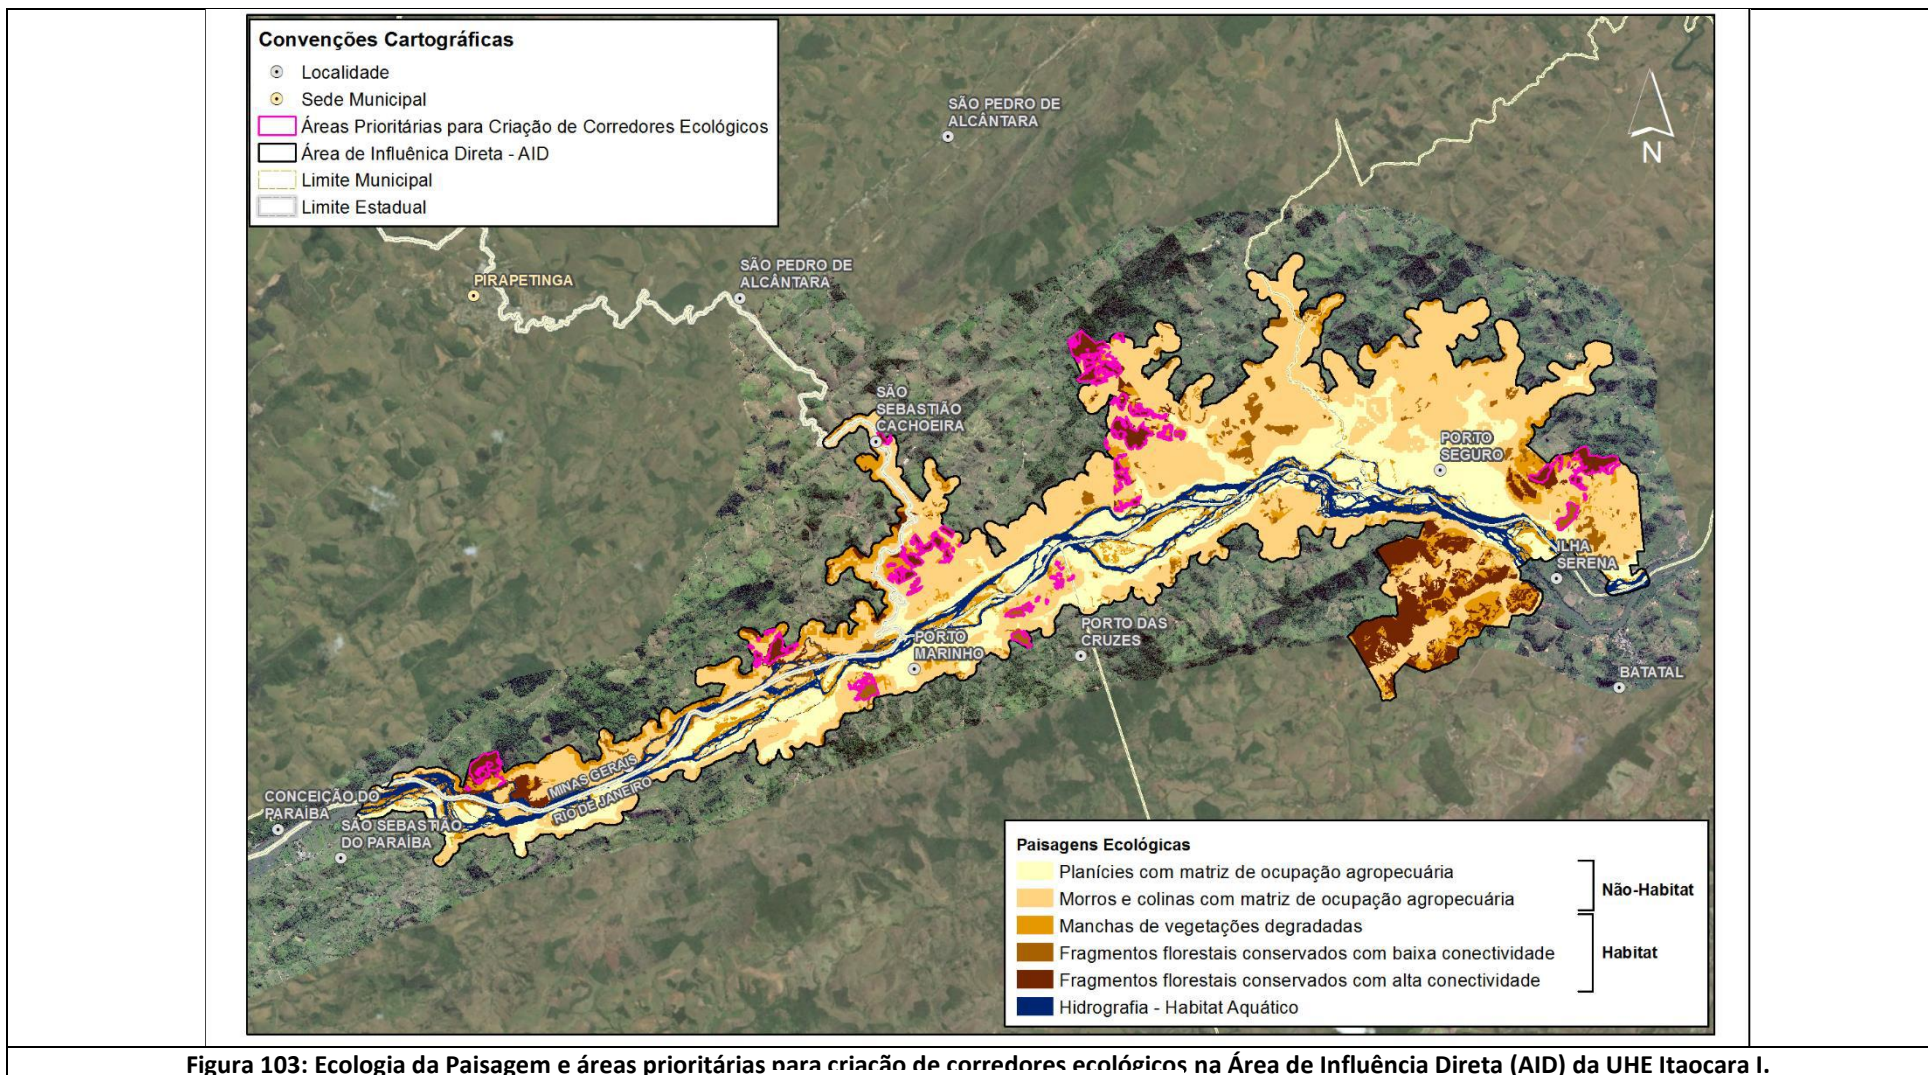 Convenções Cartográficas
Localidade
Sede Municipal
Áreas Prioritárias para Criação de Corredores Ecológicos
Área de Influênica Direta - AID
Limite Municipal
Limite Estadual
SÃO PEDRO DE
ALCÂNTARA
N
SÃO PEDRO DE
ALCÂNTARA
PIRAPETINGA
SÃO
SEBASTIÃO
CACHOEIRA
PORTO
SEGURO
ILHA
SERENA
PORTO DAS
CRUZES
PORTO
MARINHO
BATATAL
MINAS GERAIS
RIO DE JANEIRO
CONCEIÇÃO DO
PARAÍBA
SÃO SEBASTIÃO
DO PARAÍBA
Paisagens Ecológicas
Planícies com matriz de ocupação agropecuária
Morros e colinas com matriz de ocupação agropecuária
Não-Habitat
Manchas de vegetações degradadas
Fragmentos florestais conservados com baixa conectividade
Habitat
Fragmentos florestais conservados com alta conectividade
Hidrografia - Habitat Aquático
Figura 103: Ecologia da Paisagem e áreas prioritárias para criação de corredores ecológicos na Área de Influência Direta (AID) da UHE Itaocara I.